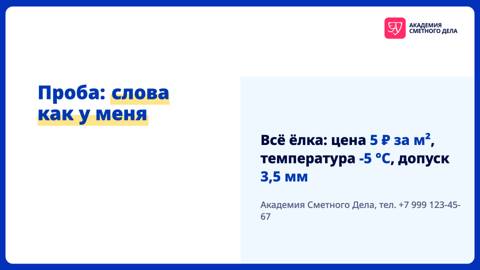 АКАДЕМИЯ
СМЕТНОГО ДЕЛА
Проба: слова
как у меня
Всё ёлка: цена 5 ₽ за м²,
температура -5 °C, допуск
3,5 мм
Академия Сметного Дела, тел. +7 999 123-45-
67